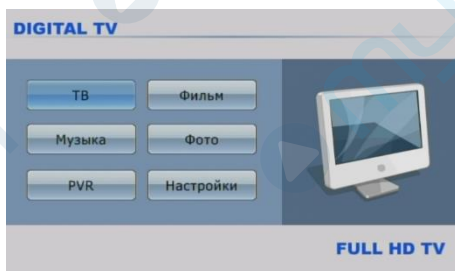 DIGITAL TV
ТВ Фильм
Музыка Фото
PVR Настройки
FULL HD TV